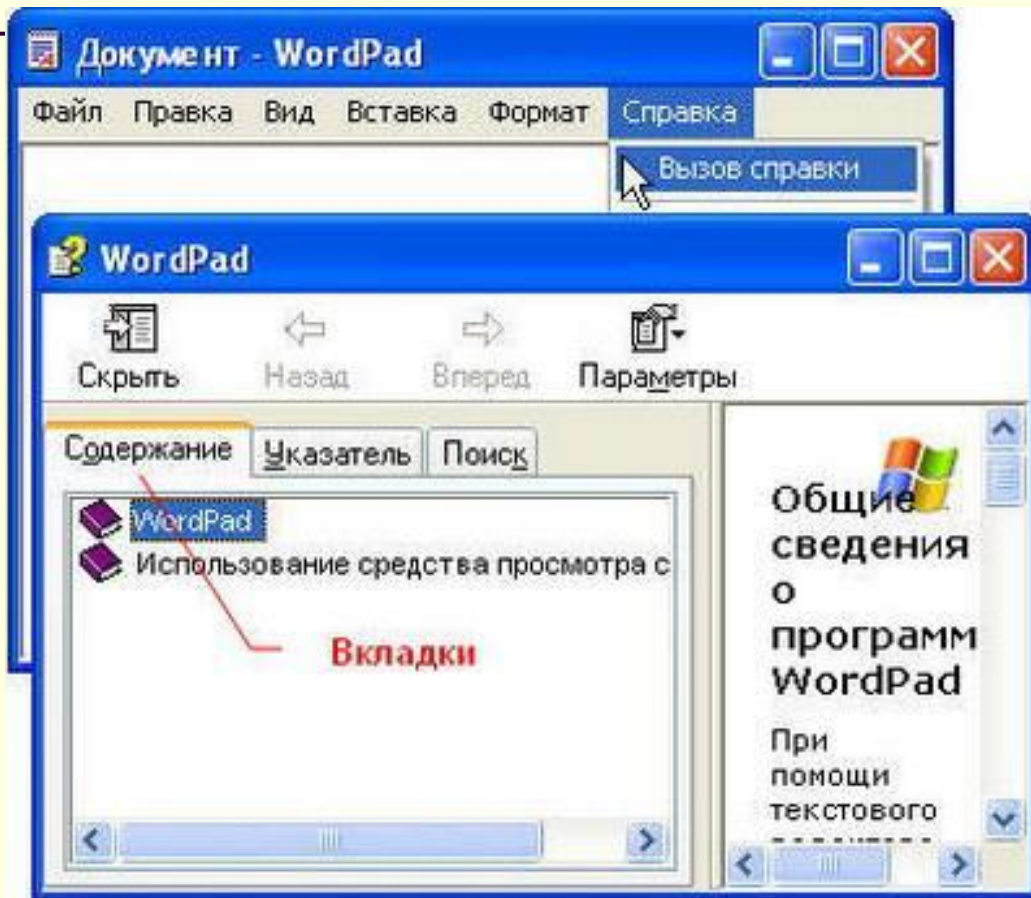 Документ - WordPad
Файл Правка Вид Вставка Формат Справка
Вызов справки
WordPad
Скрыть Назад Вперед Параметры
Содержание Указатель Поиск
WordPad
Использование средства просмотра с
Вкладки
Общие
сведения
о
программ
WordPad
При
помощи
текстового